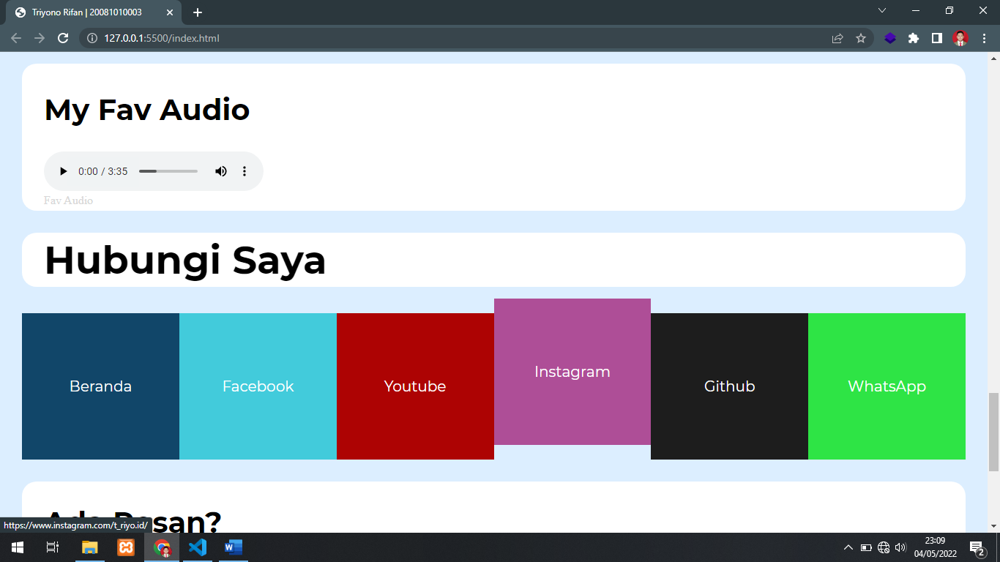 Triyono Rifan | 20081010003
127.0.0.1:5500/index.html
My Fav Audio
0:00 / 3:35
Fav Audio
Hubungi Saya
Beranda
Facebook
Youtube
Instagram
Github
WhatsApp
Ada Pesan?
https://www.instagram.com/t_riyo.id/
23:09
04/05/2022
2